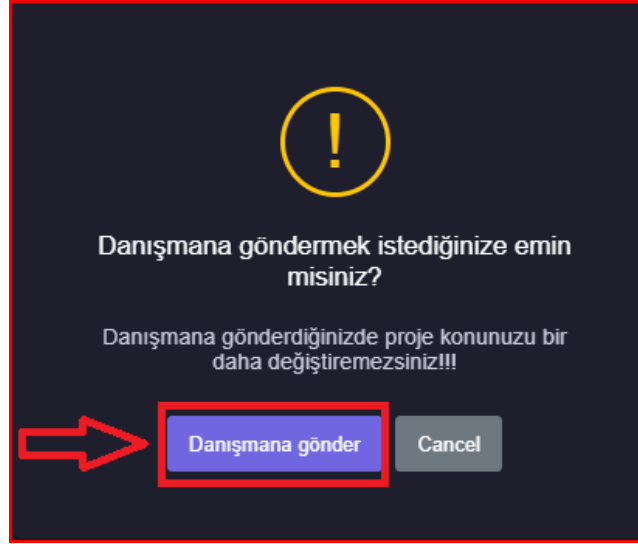 !
Danışmana göndermek istediğinize emin
misiniz?
Danışmana gönderdiğinizde proje konunuzu bir
daha değiştiremezsiniz!!!
Danışmana gönder Cancel